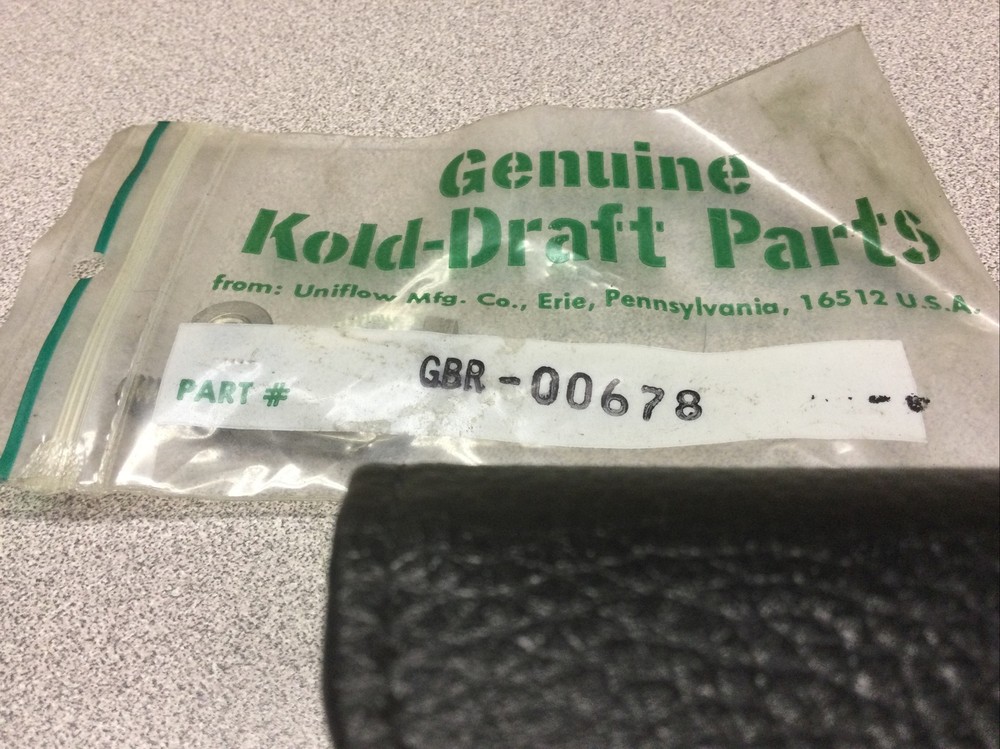 Genuine
Kold-Draft Parts
from: Uniflow Mfg. Co., Erie, Pennsylvania, 16512 U.S.A.
PART # GBR-00678